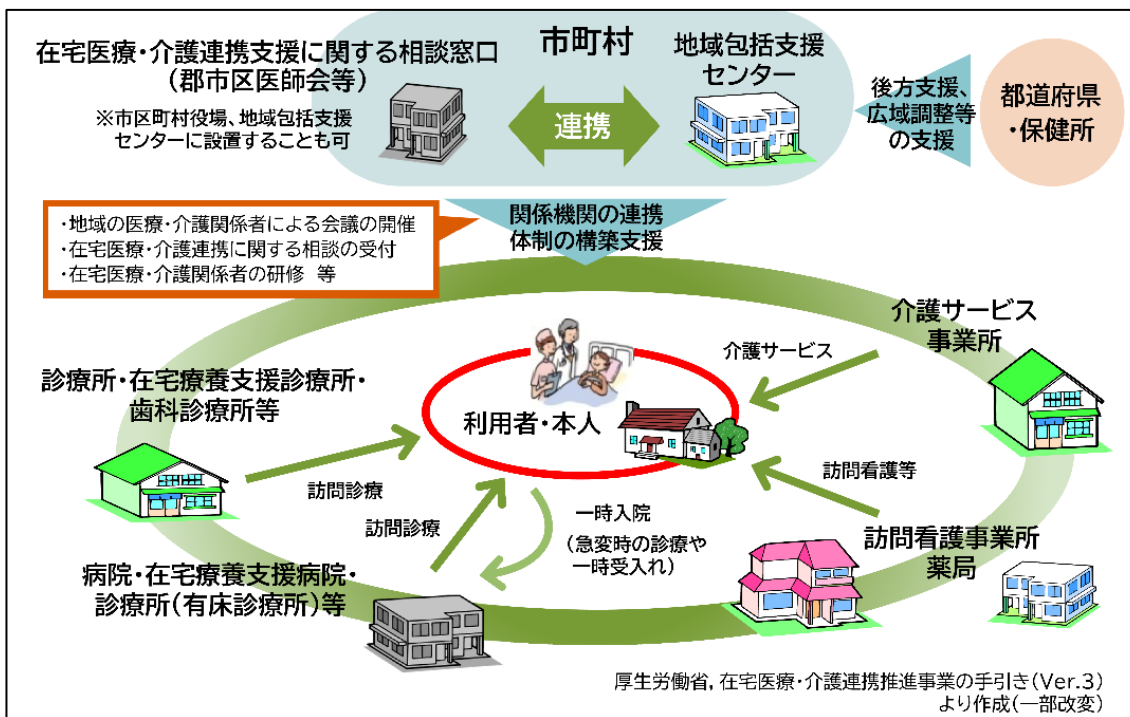 市町村
在宅医療・介護連携支援に関する相談窓口
(郡市区医師会等)
※市区町村役場、地域包括支援
センターに設置することも可
連携
地域包括支援
センター
後方支援、
広域調整等
の支援
都道府県
・保健所
・地域の医療・介護関係者による会議の開催
・在宅医療・介護連携に関する相談の受付
・在宅医療・介護関係者の研修 等
関係機関の連携
体制の構築支援
介護サービス
事業所
介護サービス
診療所・在宅療養支援診療所・
歯科診療所等
利用者・本人
訪問診療
訪問看護等
訪問診療
一時入院
(急変時の診療や
一時受入れ)
訪問看護事業所
薬局
病院・在宅療養支援病院・
診療所(有床診療所)等
厚生労働省, 在宅医療・介護連携推進事業の手引き(Ver.3)
より作成(一部改変)